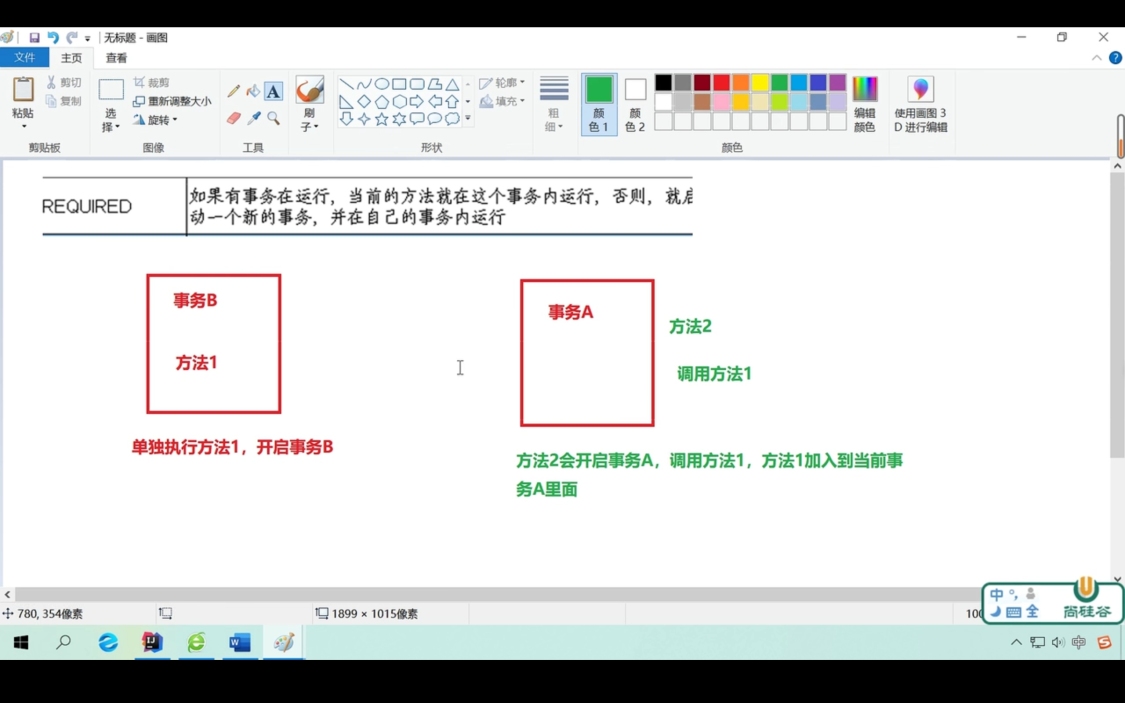 无标题 - 画图
文件 主页 查看
粘贴
剪切
复制
剪贴板
选择
裁剪
重新调整大小
旋转
图像
A
工具
刷子
形状
轮廓
填充
粗细
颜色 1
颜色 2
颜色
编辑颜色
使用画图 3D 进行编辑
REQUIRED
如果有事务在运行，当前的方法就在这个事务内运行，否则，就启
动一个新的事务，并在自己的事务内运行
事务B
方法1
单独执行方法1，开启事务B
事务A
方法2
调用方法1
方法2会开启事务A，调用方法1，方法1加入到当前事
务A里面
780, 354像素
1899 × 1015像素
100
中 °,
全
尚硅谷
中